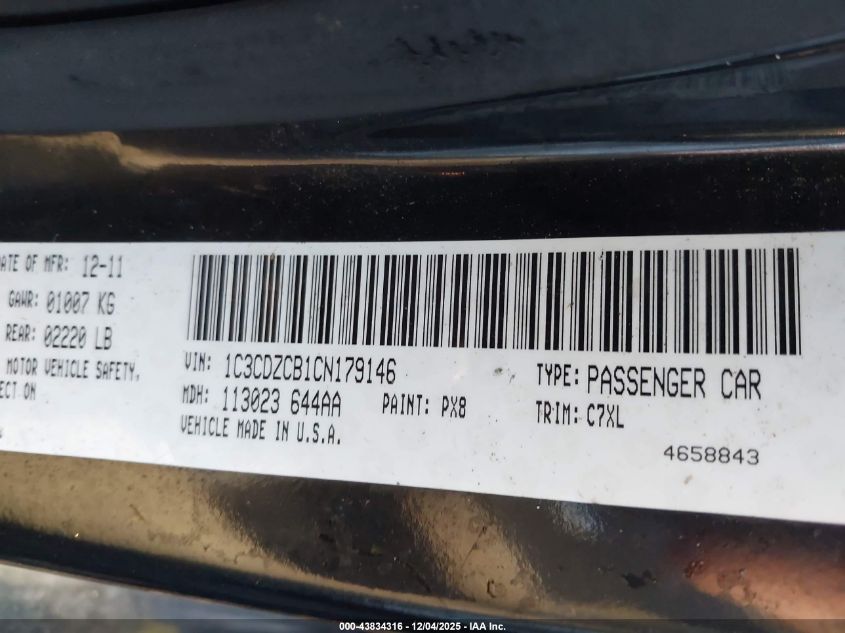 DATE OF MFR: 12-11
GAWR: 01007 KG
REAR: 02220 LB
MOTOR VEHICLE SAFETY,
ECT ON
VIN: 1C3CDZCB1CN179146
TYPE: PASSENGER CAR
MDH: 113023 644AA PAINT: PX8
TRIM: C7XL
VEHICLE MADE IN U.S.A.
4658843
000-43834316 - 12/04/2025 - IAA Inc.